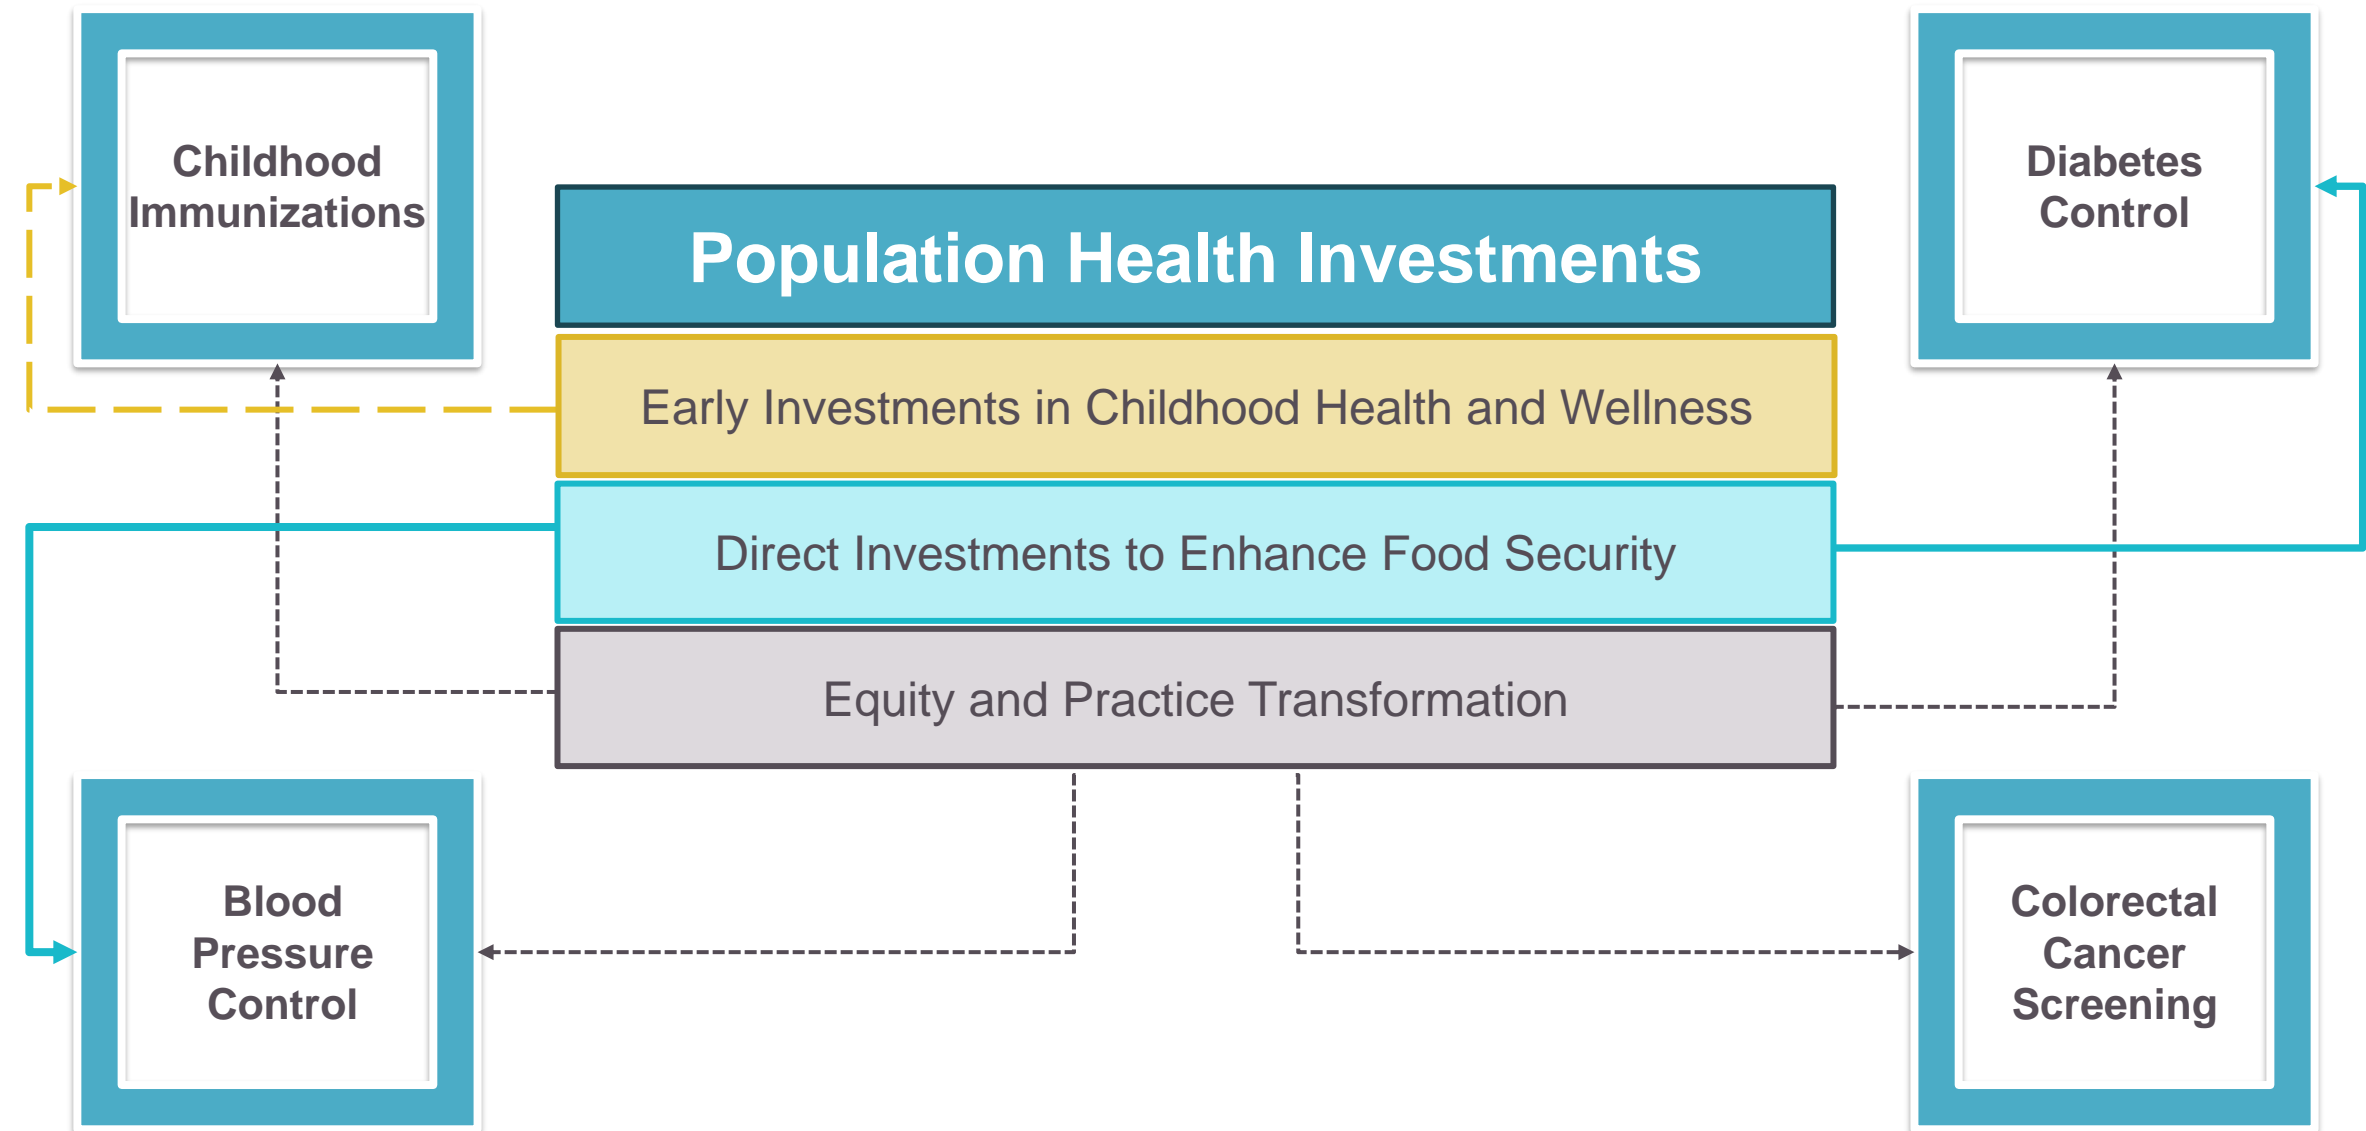 Childhood
Immunizations
Diabetes
Control
Population Health Investments
Early Investments in Childhood Health and Wellness
Direct Investments to Enhance Food Security
Equity and Practice Transformation
Blood
Pressure
Control
Colorectal
Cancer
Screening